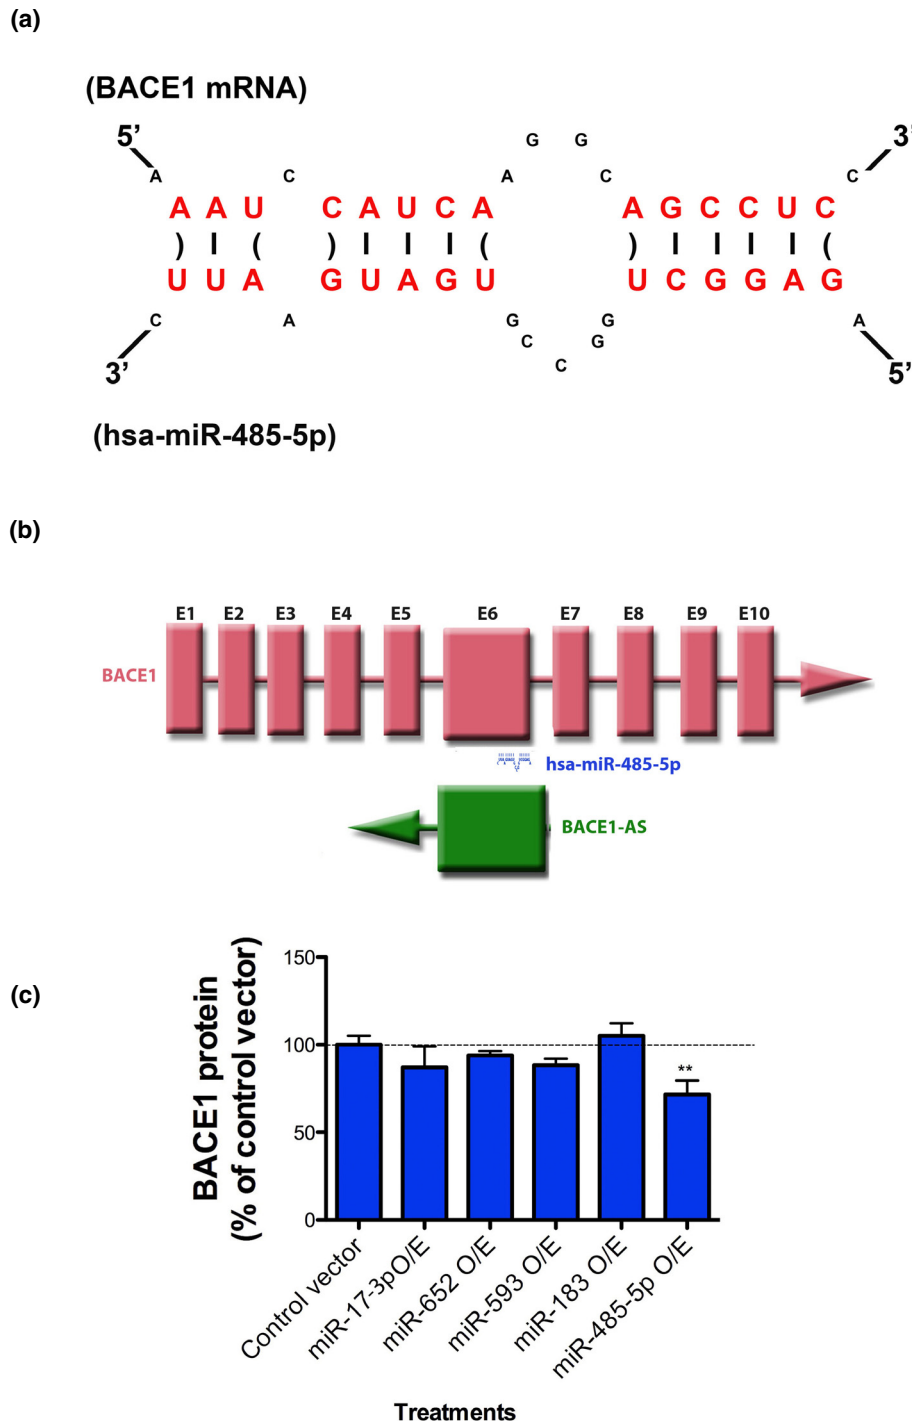 (a)
(BACE1 mRNA)
5’
3’
G G
A C A C C
A A U C A U C A A G C C U C
) I ( ) I I I ( ) I I I I (
U U A G U A G U U C G G A G
C A G G A
C G
C
3’
5’
(hsa-miR-485-5p)
(b)
E1 E2 E3 E4 E5 E6 E7 E8 E9 E10
BACE1
hsa-miR-485-5p
BACE1-AS
(c)
BACE1 protein
(% of control vector)
150
100
50
0
**
Control vector
miR-17-3pO/E
miR-652 O/E
miR-593 O/E
miR-183 O/E
miR-485-5p O/E
Treatments